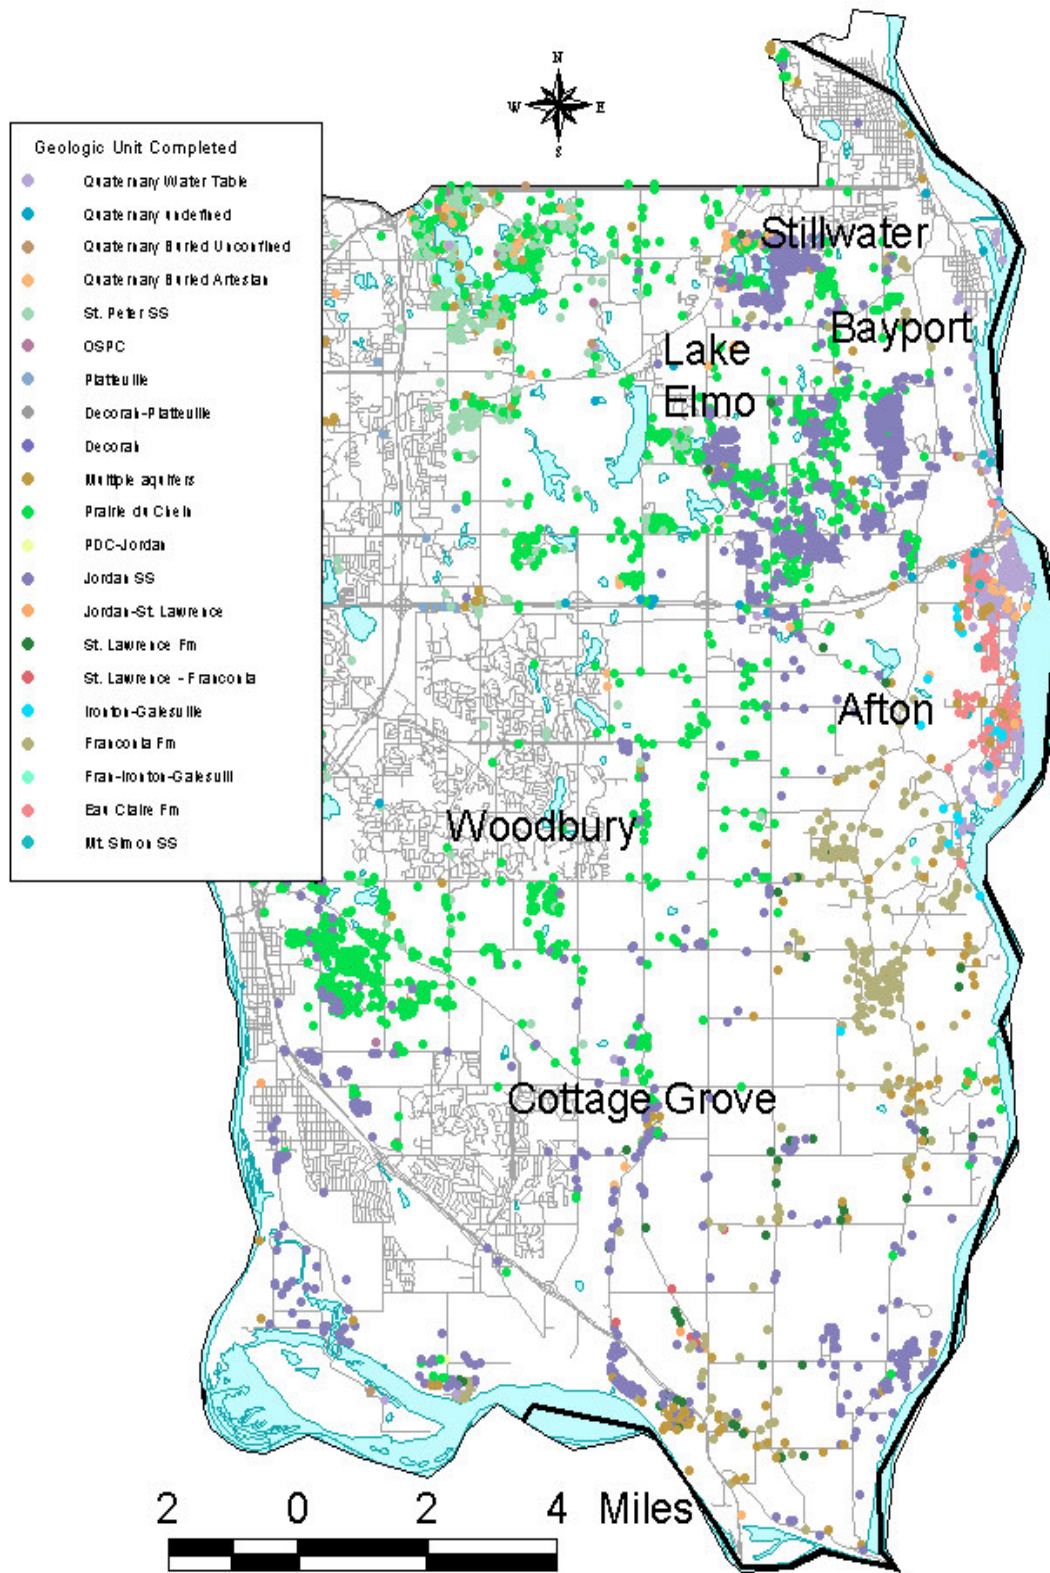 N
W E
S
Geologic Unit Completed
Quaternary Water Table
Quaternary undefined
Quaternary Buried Unconfined
Quaternary Buried Artesian
St. Peter SS
OSPC
Platteville
Decorah-Platteville
Decorah
Multiple aquifers
Prairie du Chein
PDC-Jordan
Jordan SS
Jordan-St. Lawrence
St. Lawrence Fm
St. Lawrence - Franconia
Ironton-Galesville
Franconia Fm
Fran-Ironton-Galesvill
Eau Claire Fm
Mt. Simon SS
Stillwater
Bayport
Lake
Elmo
Afton
Woodbury
Cottage Grove
2 0 2 4 Miles